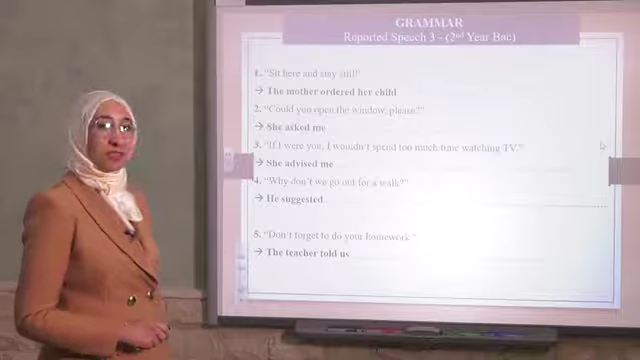 GRAMMAR
Reported Speech 3 - (2nd Year Bac)
1. "Sit here and stay still!"
→ The mother ordered her child
2. "Could you open the window, please?"
→ She asked me
3. "If I were you, I wouldn't spend too much time watching TV."
→ She advised me
4. "Why don't we go out for a walk?"
→ He suggested
5. "Don't forget to do your homework."
→ The teacher told us